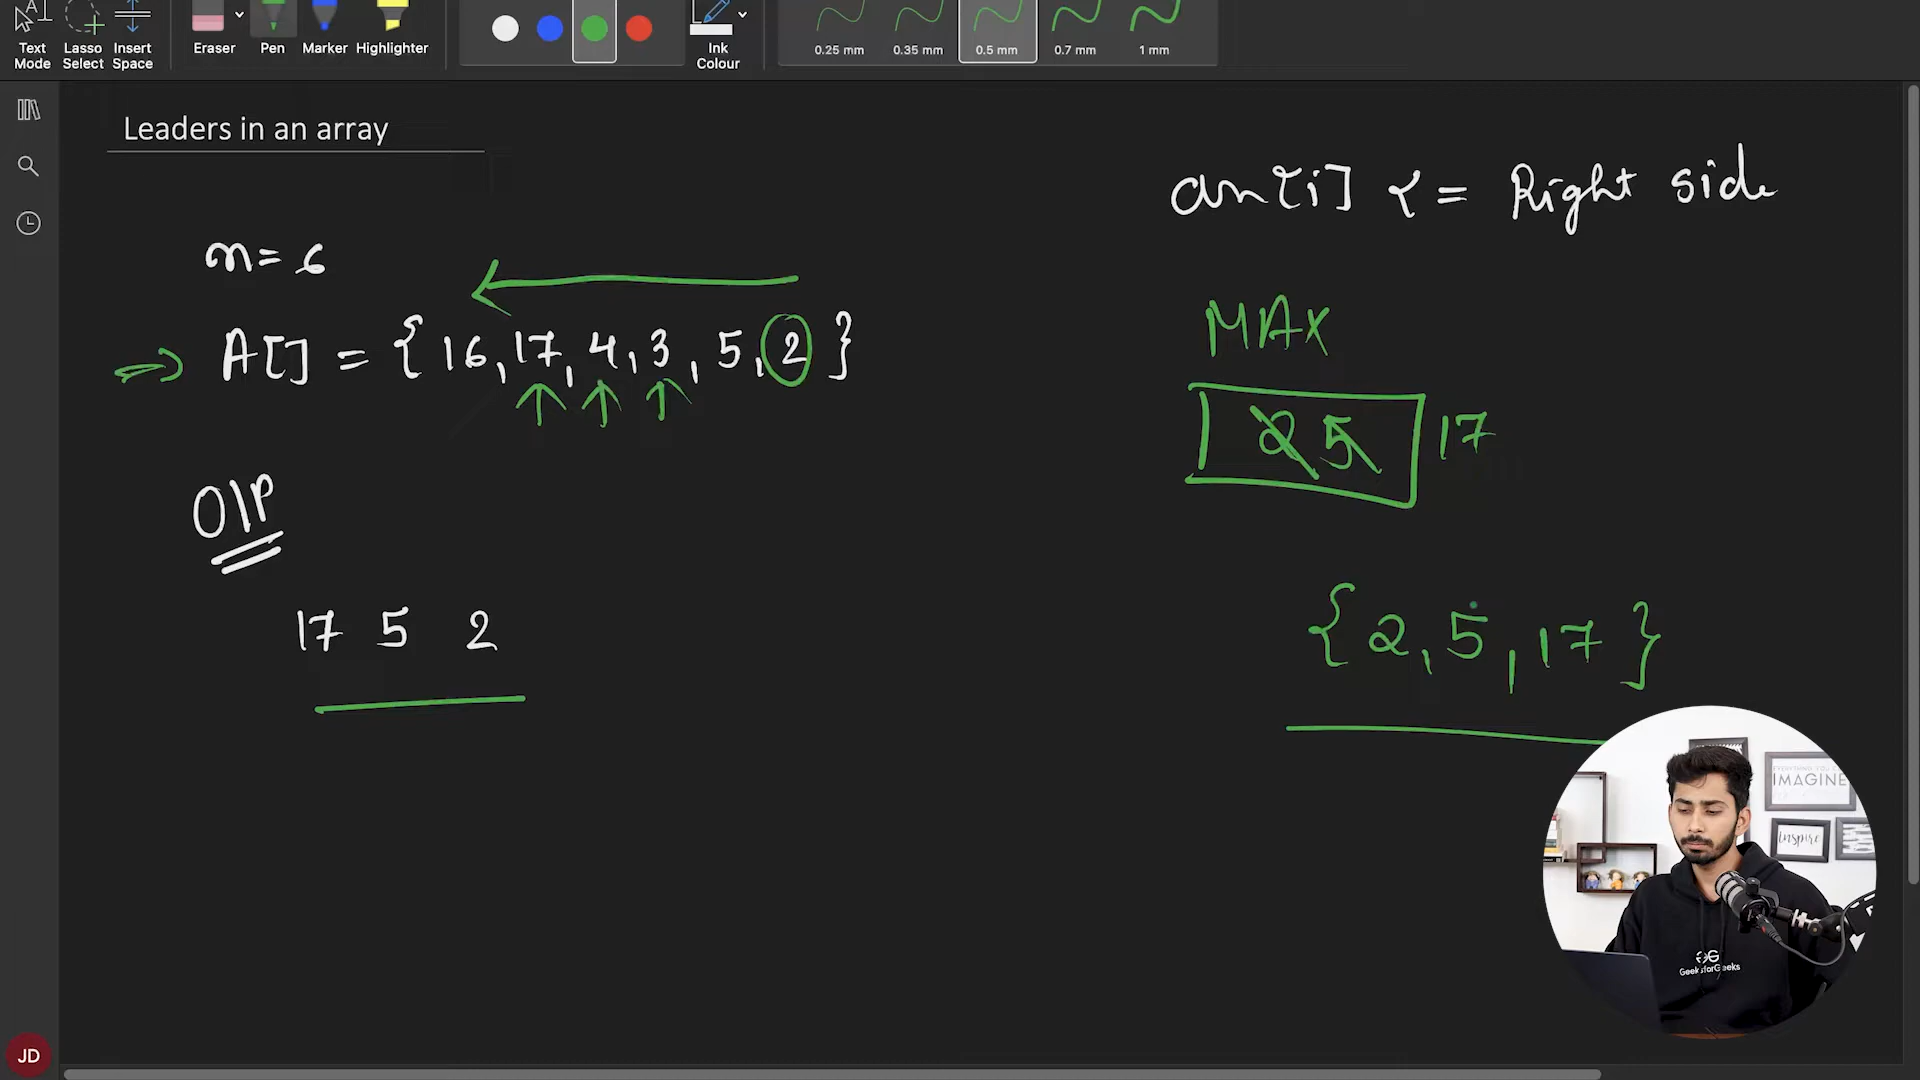 Text Mode
Lasso Select
Insert Space
Eraser
Pen
Marker
Highlighter
Ink Colour
0.25 mm
0.35 mm
0.5 mm
0.7 mm
1 mm
Leaders in an array
arr[i] <= Right side
n = 6
MAX
A[] = { 16, 17, 4, 3, 5, 2 }
2 5 17
O/P
17 5 2
{ 2, 5, 17 }
IMAGINE
inspire
GeeksforGeeks
JD